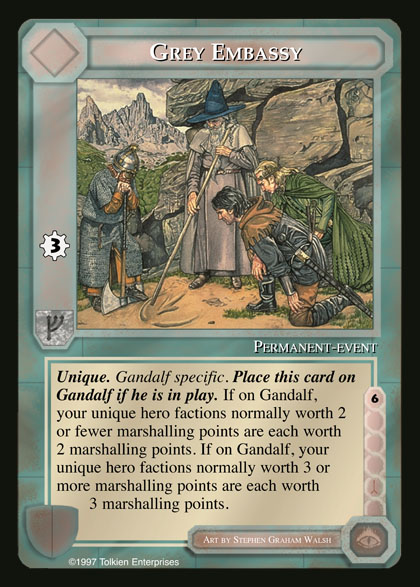 Grey Embassy
3
Permanent-event
Unique. Gandalf specific. Place this card on
Gandalf if he is in play. If on Gandalf,
your unique hero factions normally worth 2
or fewer marshalling points are each worth
2 marshalling points. If on Gandalf, your
unique hero factions normally worth 3 or
more marshalling points are each worth
3 marshalling points.
6
Art by Stephen Graham Walsh
©1997 Tolkien Enterprises